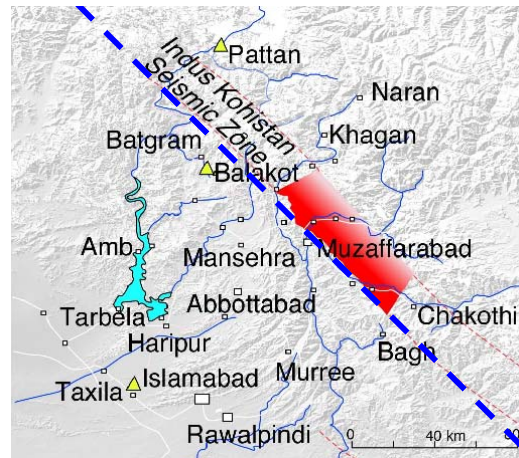 Pattan
Indus Kohistan
Seismic Zone
Naran
Khagan
Batgram
Balakot
Amb
Mansehra
Muzaffarabad
Abbottabad
Tarbela
Chakothi
Haripur
Bagh
Murree
Islamabad
Taxila
Rawalpindi
0 40 km 80